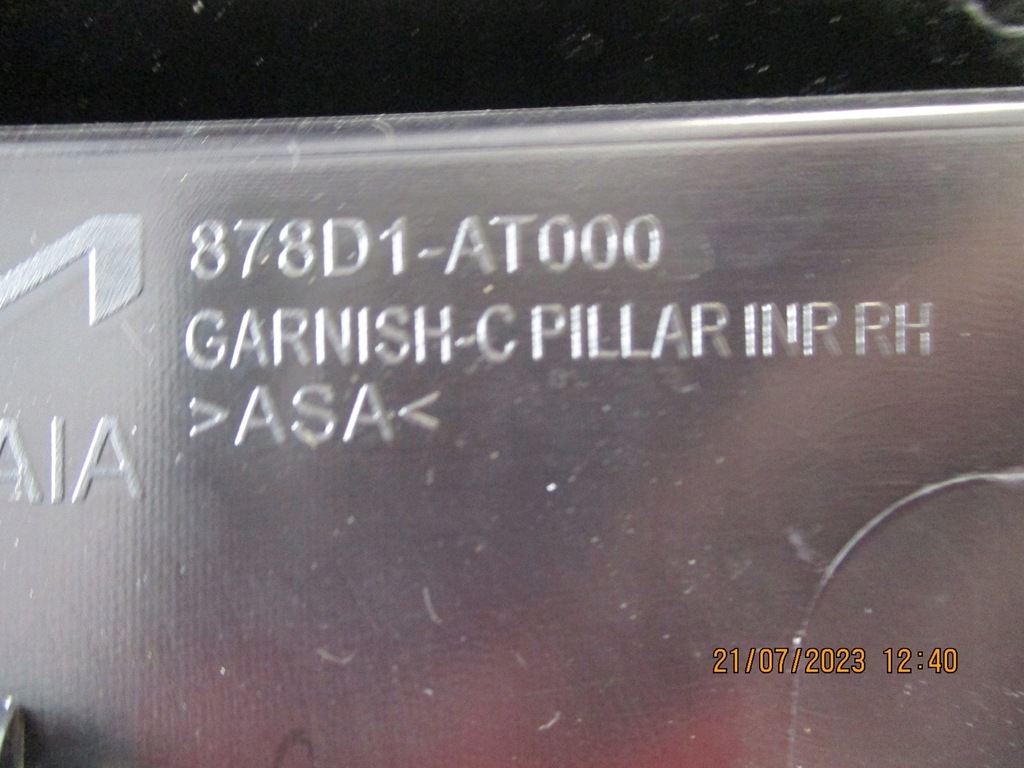 878D1-AT000
GARNISH-C PILLAR INR RH
>ASA<
AIA
21/07/2023 12:40